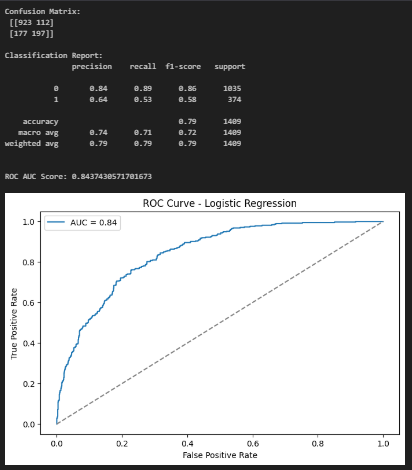 Confusion Matrix:
[[923 112]
[177 197]]
Classification Report:
precision recall f1-score support
0 0.84 0.89 0.86 1035
1 0.64 0.53 0.58 374
accuracy 0.79 1409
macro avg 0.74 0.71 0.72 1409
weighted avg 0.79 0.79 0.79 1409
ROC AUC Score: 0.8437430571701673
ROC Curve - Logistic Regression
AUC = 0.84
1.0
0.8
0.6
0.4
0.2
0.0
True Positive Rate
0.0 0.2 0.4 0.6 0.8 1.0
False Positive Rate